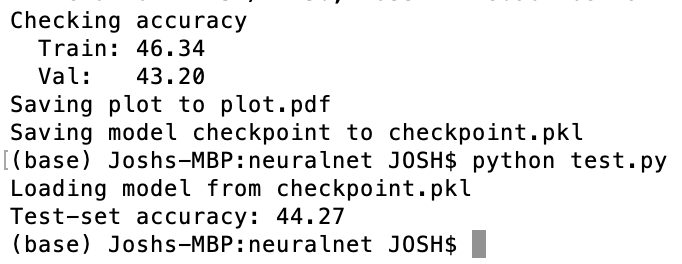 Checking accuracy
  Train: 46.34
  Val:   43.20
Saving plot to plot.pdf
Saving model checkpoint to checkpoint.pkl
[(base) Joshs-MBP:neuralnet JOSH$ python test.py
Loading model from checkpoint.pkl
Test-set accuracy: 44.27
(base) Joshs-MBP:neuralnet JOSH$